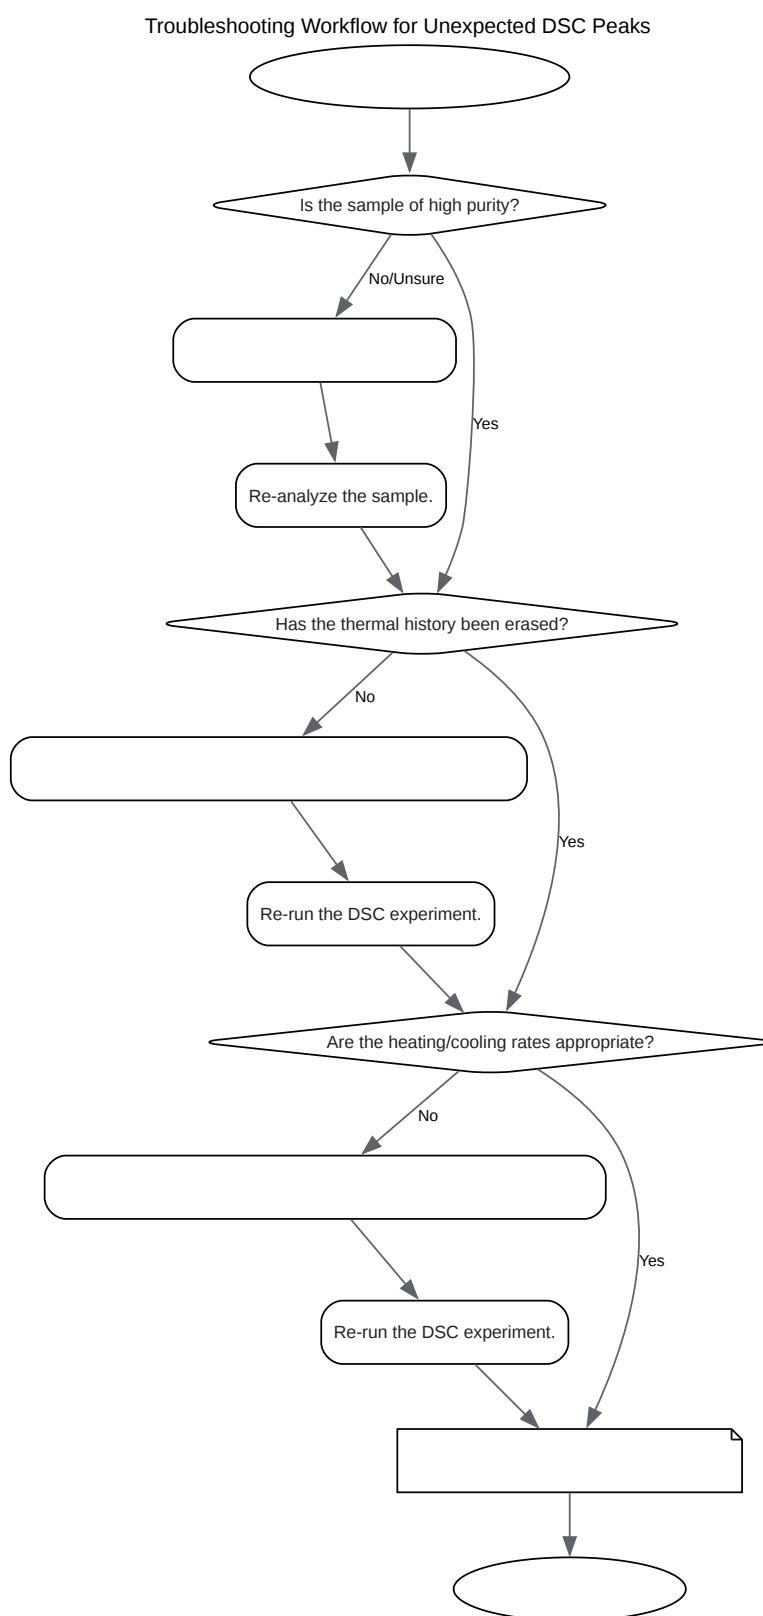 Troubleshooting Workflow for Unexpected DSC Peaks
Is the sample of high purity?
No/Unsure
Yes
Re-analyze the sample.
Has the thermal history been erased?
No
Yes
Re-run the DSC experiment.
Are the heating/cooling rates appropriate?
No
Yes
Re-run the DSC experiment.